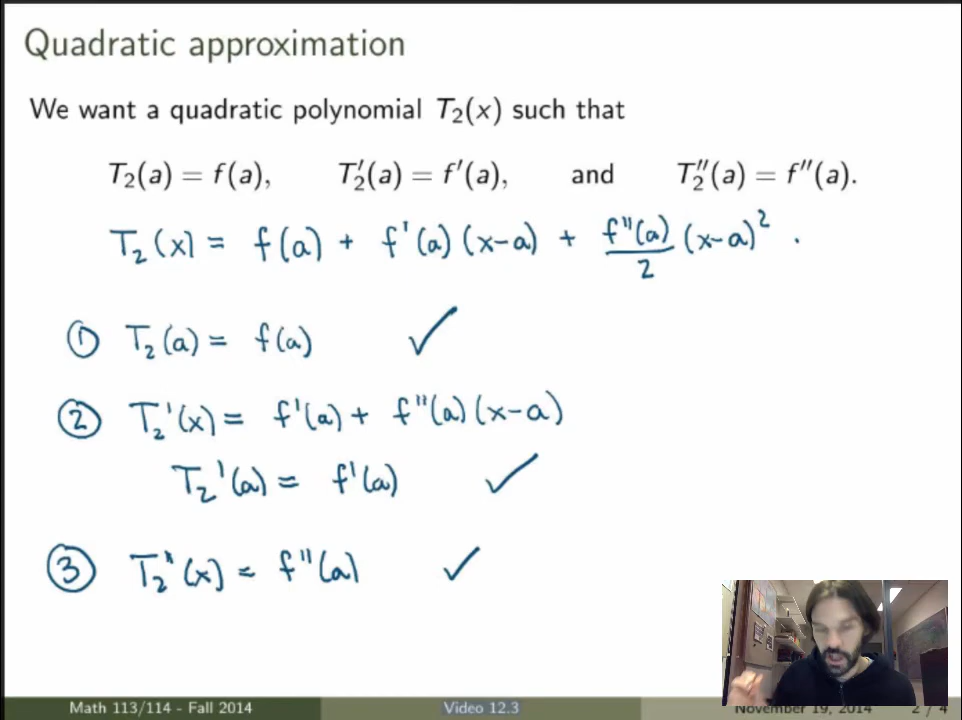 Quadratic approximation
We want a quadratic polynomial T₂(x) such that
T₂(a) = f(a), T₂′(a) = f′(a), and T₂″(a) = f″(a).
T₂(x) = f(a) + f'(a)(x-a) + f''(a)/2 (x-a)² .
① T₂(a) = f(a) ✓
② T₂'(x) = f'(a) + f''(a)(x-a)
T₂'(a) = f'(a) ✓
③ T₂''(x) = f''(a) ✓
Math 113/114 - Fall 2014 Video 12.3 November 19, 2014 2 / 4